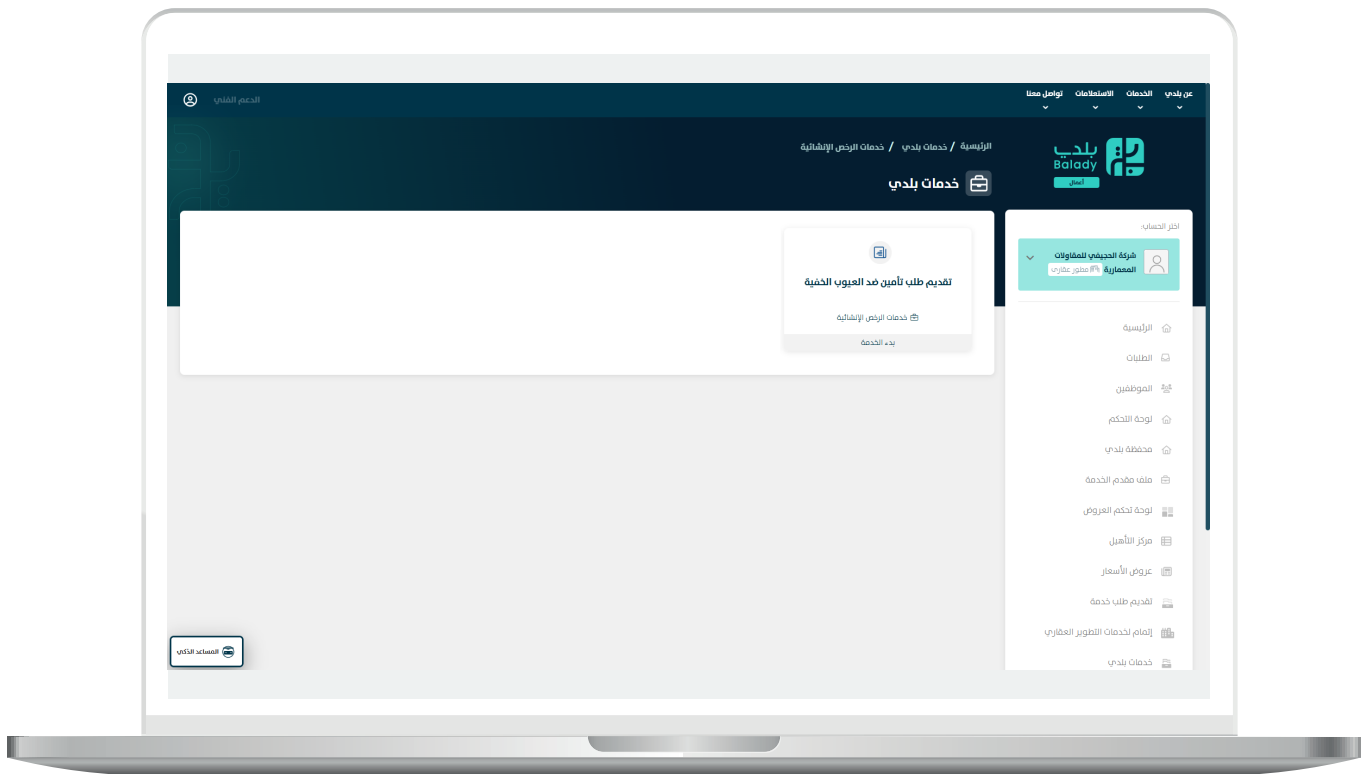 عن بلدي الخدمات الاستعلامات تواصل معنا
الدعم الفني
بلدي
Balady
أعمال
الرئيسية / خدمات بلدي / خدمات الرخص الإنشائية
خدمات بلدي
اختر الحساب:
شركة الحجيفي للمقاولات
المعمارية مطور عقاري
الرئيسية
الطلبات
الموظفين
لوحة التحكم
محفظة بلدي
ملف مقدم الخدمة
لوحة تحكم العروض
مركز التأهيل
عروض الأسعار
تقديم طلب خدمة
إتمام لخدمات التطوير العقاري
خدمات بلدي
تقديم طلب تأمين ضد العيوب الخفية
خدمات الرخص الإنشائية
بدء الخدمة
المساعد الذكي